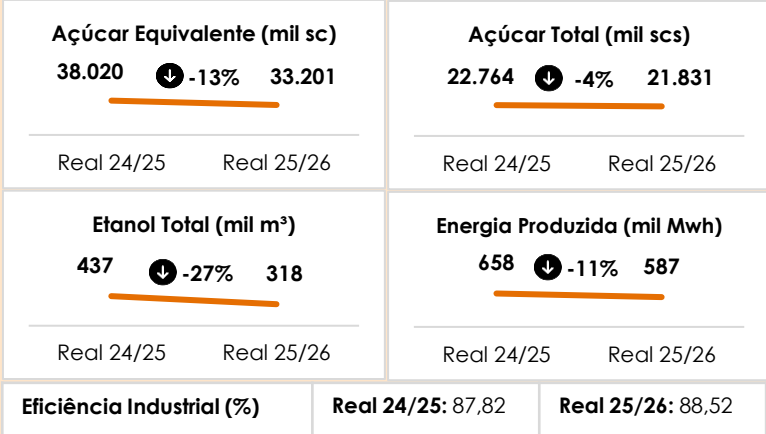 Açúcar Equivalente (mil sc)
38.020 -13% 33.201
Real 24/25 Real 25/26
Açúcar Total (mil scs)
22.764 -4% 21.831
Real 24/25 Real 25/26
Etanol Total (mil m³)
437 -27% 318
Real 24/25 Real 25/26
Energia Produzida (mil Mwh)
658 -11% 587
Real 24/25 Real 25/26
Eficiência Industrial (%) Real 24/25: 87,82 Real 25/26: 88,52